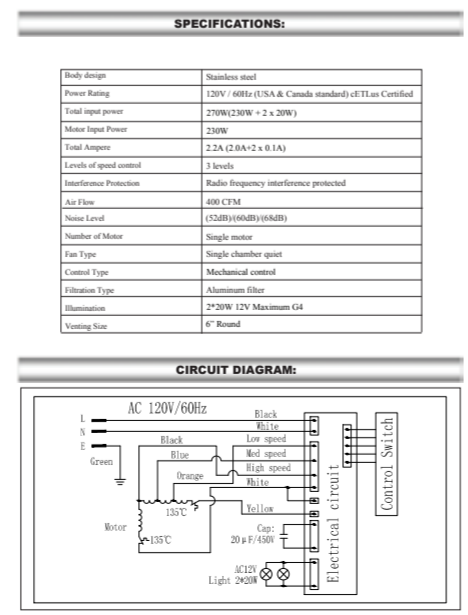 SPECIFICATIONS:
Body design Stainless steel
Power Rating 120V / 60Hz (USA & Canada standard) cETLus Certified
Total input power 270W(230W + 2 x 20W)
Motor Input Power 230W
Total Ampere 2.2A (2.0A+2 x 0.1A)
Levels of speed control 3 levels
Interference Protection Radio frequency interference protected
Air Flow 400 CFM
Noise Level (52dB)/(60dB)/(68dB)
Number of Motor Single motor
Fan Type Single chamber quiet
Control Type Mechanical control
Filtration Type Aluminum filter
Illumination 2*20W 12V Maximum G4
Venting Size 6" Round
CIRCUIT DIAGRAM:
AC 120V/60Hz
L
N
E
Green
Black
White
Low speed
Med speed
High speed
White
Black
Blue
Orange
Yellow
135℃
Motor
135℃
Cap:
20μF/450V
AC12V
Light 2*20W
Electrical circuit
Control Switch